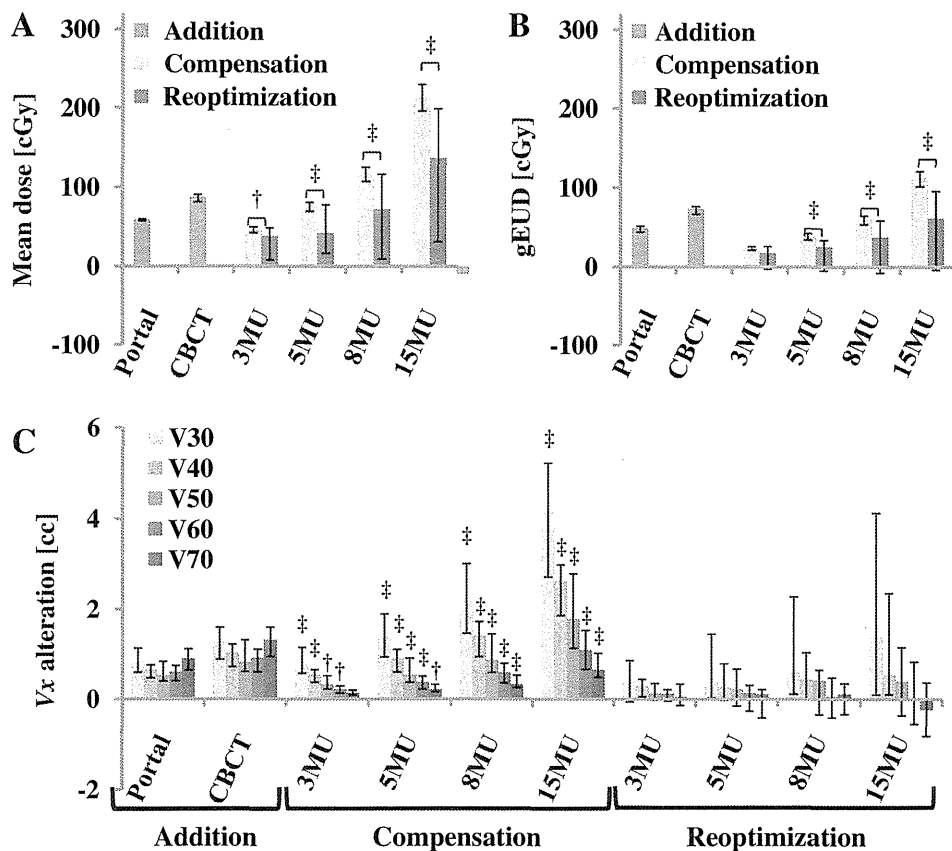 A
300
200
100
0
-100
Mean dose [cGy]
Addition
Compensation
Reoptimization
†
‡
‡
‡
Portal
CBCT
3MU
5MU
8MU
15MU
B
300
200
100
0
-100
gEUD [cGy]
Addition
Compensation
Reoptimization
‡
‡
‡
Portal
CBCT
3MU
5MU
8MU
15MU
C
6
4
2
0
-2
Vx alteration [cc]
V30
V40
V50
V60
V70
‡ ‡ † †
‡ ‡ ‡ ‡ †
‡ ‡ ‡ ‡ ‡
‡ ‡ ‡ ‡ ‡
Portal
CBCT
3MU
5MU
8MU
15MU
3MU
5MU
8MU
15MU
Addition
Compensation
Reoptimization